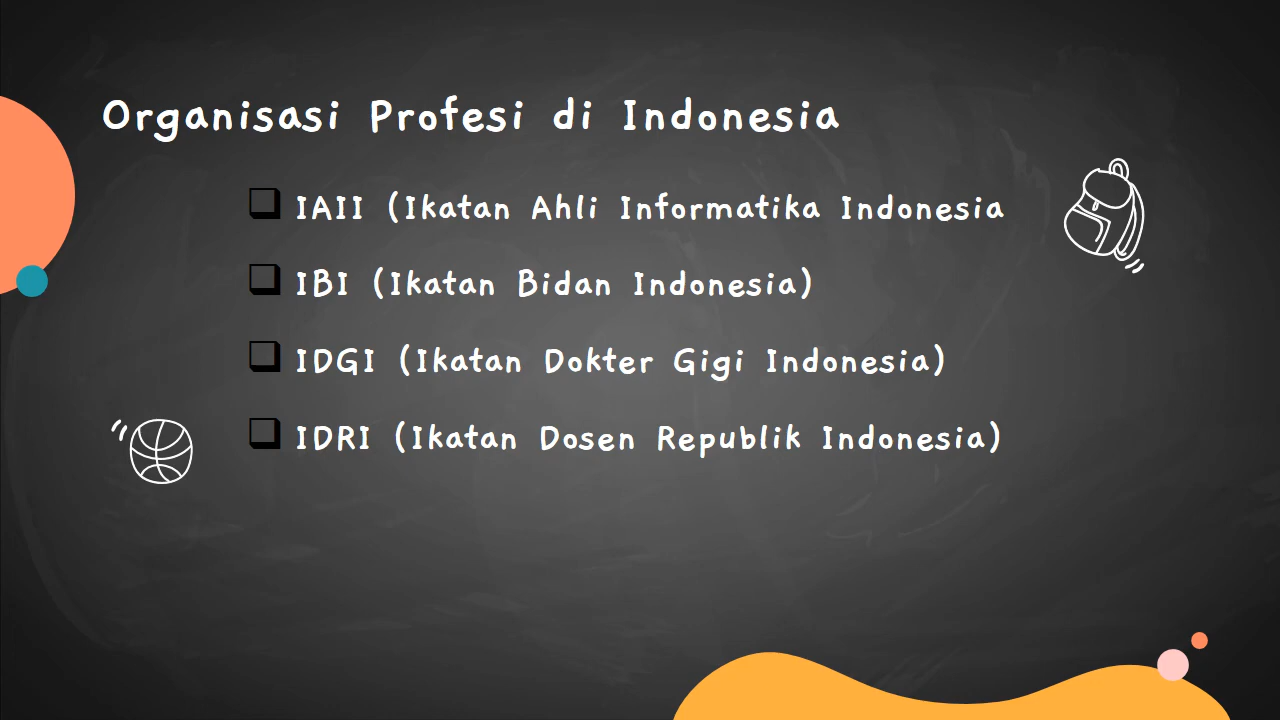 Organisasi Profesi di Indonesia
❑ IAII (Ikatan Ahli Informatika Indonesia
❑ IBI (Ikatan Bidan Indonesia)
❑ IDGI (Ikatan Dokter Gigi Indonesia)
❑ IDRI (Ikatan Dosen Republik Indonesia)